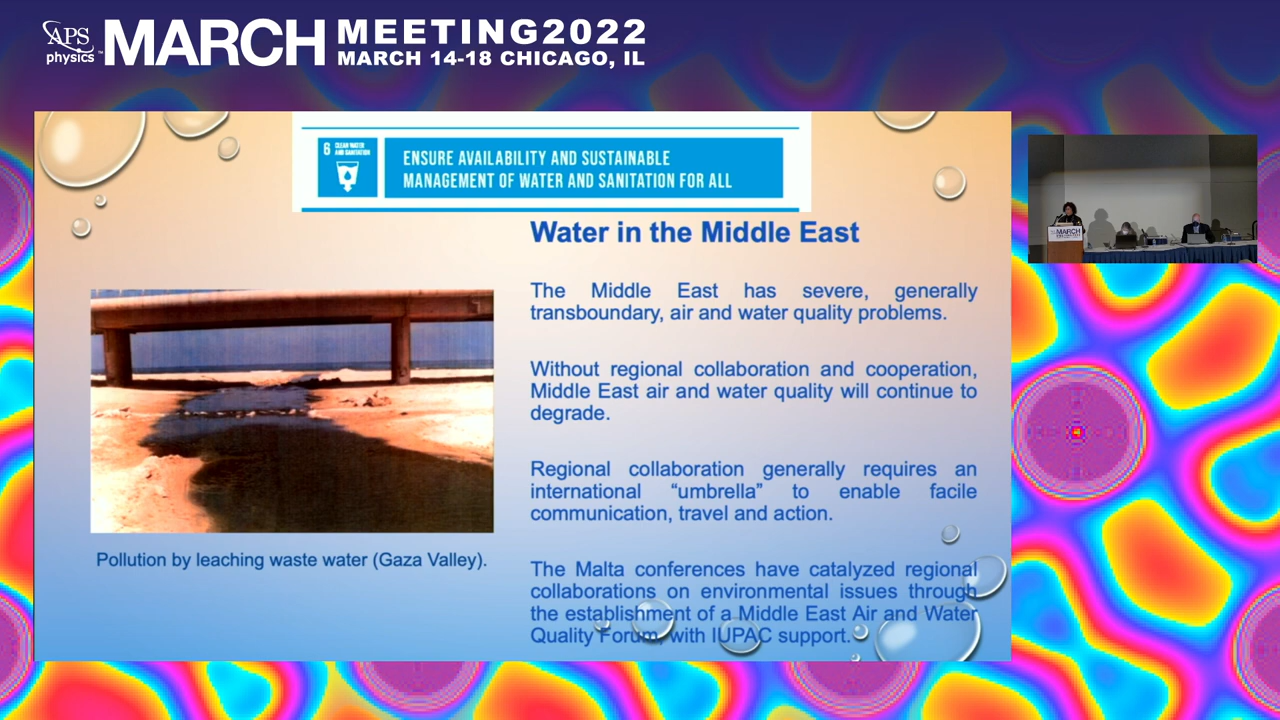 APS
physics
MARCH
MEETING2022
MARCH 14-18 CHICAGO, IL
6 CLEAN WATER
AND SANITATION
ENSURE AVAILABILITY AND SUSTAINABLE
MANAGEMENT OF WATER AND SANITATION FOR ALL
Water in the Middle East
The Middle East has severe, generally
transboundary, air and water quality problems.
Without regional collaboration and cooperation,
Middle East air and water quality will continue to
degrade.
Regional collaboration generally requires an
international “umbrella” to enable facile
communication, travel and action.
The Malta conferences have catalyzed regional
collaborations on environmental issues through
the establishment of a Middle East Air and Water
Quality Forum, with IUPAC support.
Pollution by leaching waste water (Gaza Valley).
MARCH